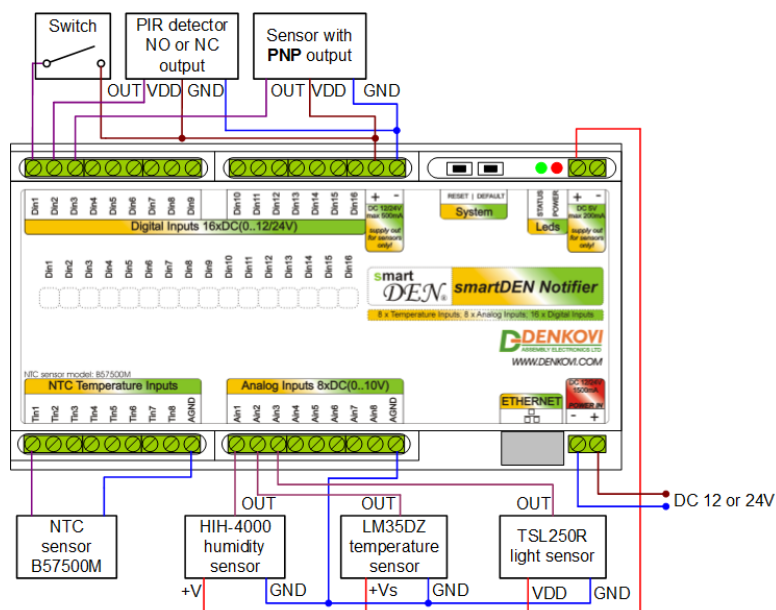 Switch
PIR detector
NO or NC
output
Sensor with
PNP output
OUT VDD GND
OUT VDD GND
Din1 Din2 Din3 Din4 Din5 Din6 Din7 Din8 Din9
Din10 Din11 Din12 Din13 Din14 Din15 Din16
+ -
DC 12/24V
max 500mA
supply out
for sensors
only!
RESET | DEFAULT
System
STATUS
POWER
Leds
+ -
DC 5V
max 200mA
supply out
for sensors
only!
Digital Inputs 16xDC(0..12/24V)
Din1 Din2 Din3 Din4 Din5 Din6 Din7 Din8 Din9 Din10 Din11 Din12 Din13 Din14 Din15 Din16
smart
DEN®
smartDEN Notifier
8 x Temperature Inputs; 8 x Analog Inputs; 16 x Digital Inputs
DENKOVI
ASSEMBLY ELECTRONICS LTD
WWW.DENKOVI.COM
NTC sensor model: B57500M
NTC Temperature Inputs
Analog Inputs 8xDC(0..10V)
Tin1 Tin2 Tin3 Tin4 Tin5 Tin6 Tin7 Tin8 AGND
Ain1 Ain2 Ain3 Ain4 Ain5 Ain6 Ain7 Ain8 AGND
ETHERNET
DC 12/24V
1500mA
POWER IN
- +
DC 12 or 24V
OUT
OUT
OUT
NTC
sensor
B57500M
HIH-4000
humidity
sensor
LM35DZ
temperature
sensor
TSL250R
light sensor
+V GND
+Vs GND
VDD GND